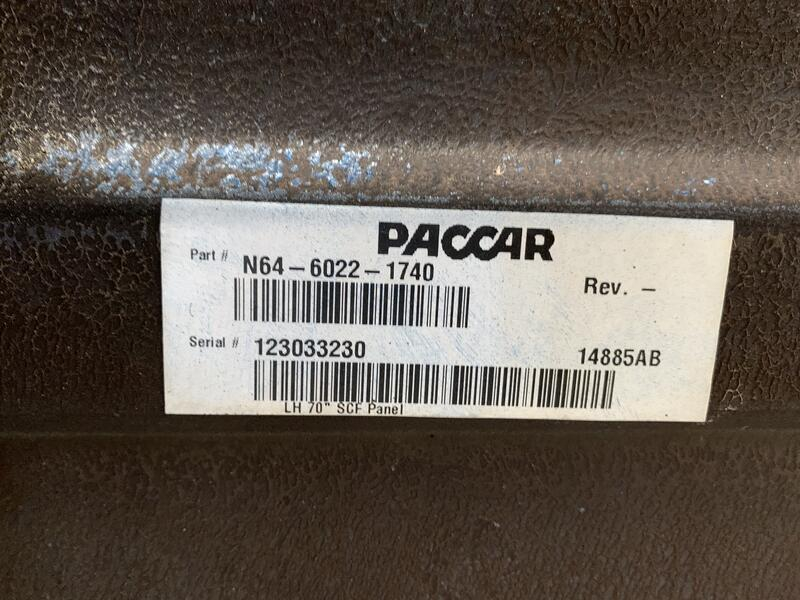 PACCAR
Part # N64-6022-1740
Rev. -
Serial # 123033230 14885AB
LH 70" SCF Panel